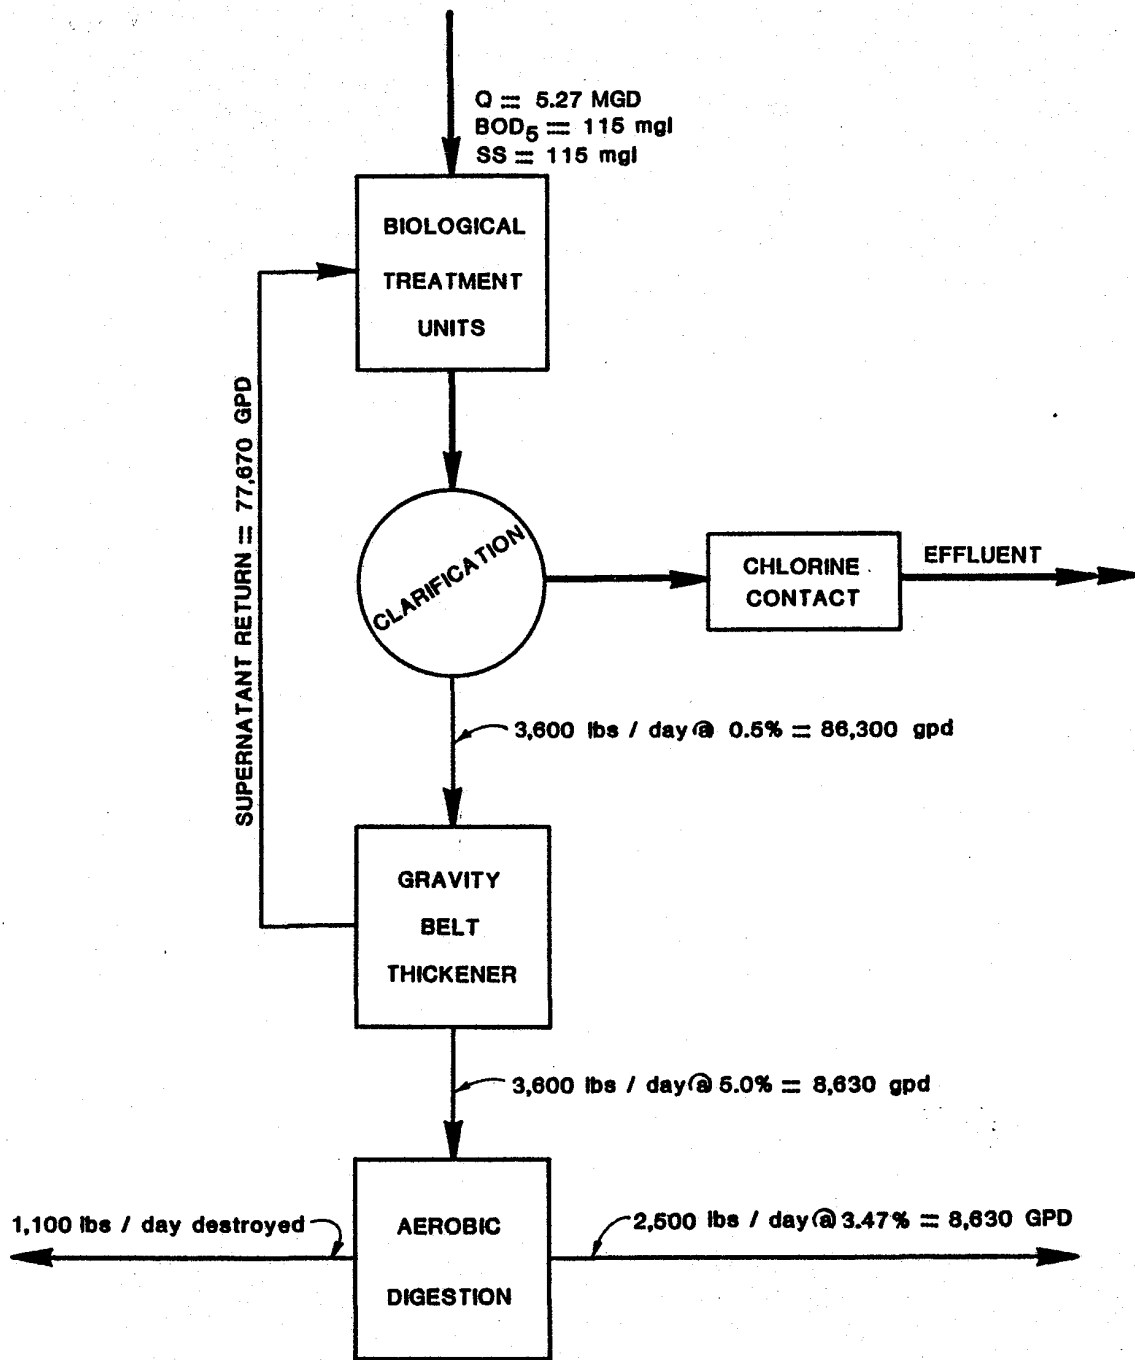 Q = 5.27 MGD
BOD5 = 115 mgl
SS = 115 mgl
BIOLOGICAL
TREATMENT
UNITS
SUPERNATANT RETURN = 77,670 GPD
CLARIFICATION
CHLORINE
CONTACT
EFFLUENT
3,600 lbs / day @ 0.5% = 86,300 gpd
GRAVITY
BELT
THICKENER
3,600 lbs / day @ 5.0% = 8,630 gpd
1,100 lbs / day destroyed
AEROBIC
DIGESTION
2,500 lbs / day @ 3.47% = 8,630 GPD